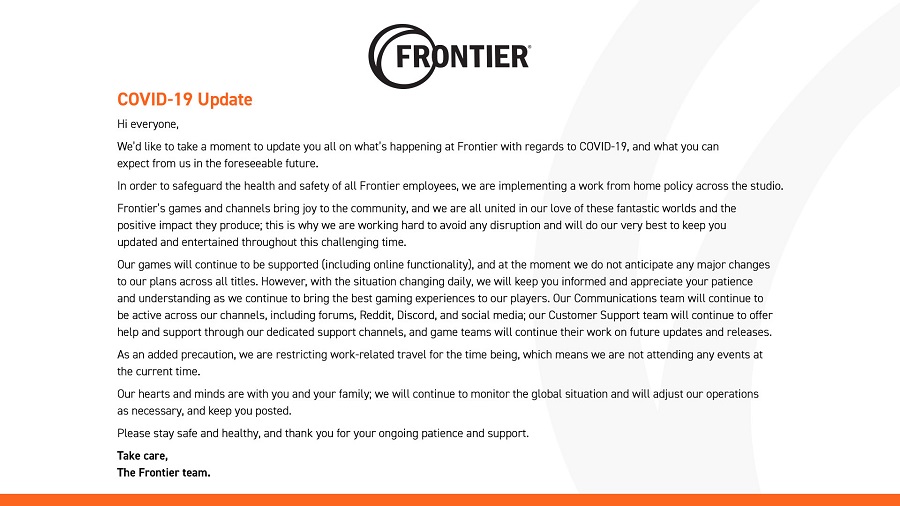 FRONTIER
COVID-19 Update
Hi everyone,
We'd like to take a moment to update you all on what's happening at Frontier with regards to COVID-19, and what you can
expect from us in the foreseeable future.
In order to safeguard the health and safety of all Frontier employees, we are implementing a work from home policy across the studio.
Frontier's games and channels bring joy to the community, and we are all united in our love of these fantastic worlds and the
positive impact they produce; this is why we are working hard to avoid any disruption and will do our very best to keep you
updated and entertained throughout this challenging time.
Our games will continue to be supported (including online functionality), and at the moment we do not anticipate any major changes
to our plans across all titles. However, with the situation changing daily, we will keep you informed and appreciate your patience
and understanding as we continue to bring the best gaming experiences to our players. Our Communications team will continue to
be active across our channels, including forums, Reddit, Discord, and social media; our Customer Support team will continue to offer
help and support through our dedicated support channels, and game teams will continue their work on future updates and releases.
As an added precaution, we are restricting work-related travel for the time being, which means we are not attending any events at
the current time.
Our hearts and minds are with you and your family; we will continue to monitor the global situation and will adjust our operations
as necessary, and keep you posted.
Please stay safe and healthy, and thank you for your ongoing patience and support.
Take care,
The Frontier team.